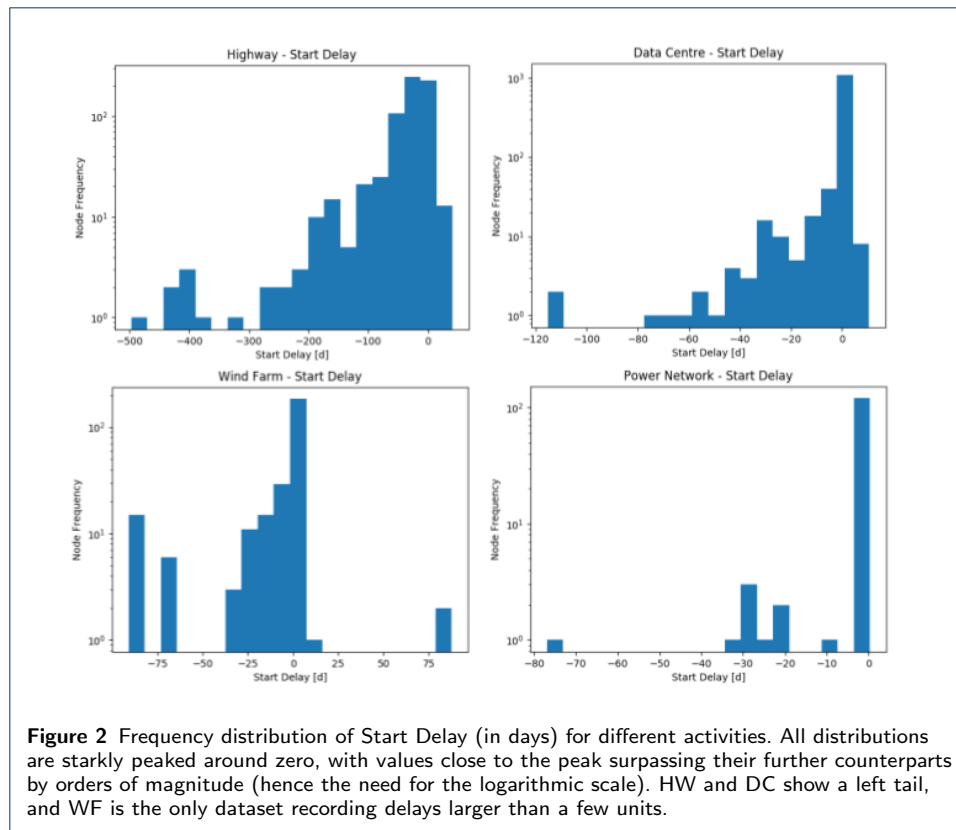 Highway - Start Delay
Node Frequency
10²
10¹
10⁰
−500 −400 −300 −200 −100 0
Start Delay [d]
Data Centre - Start Delay
Node Frequency
10³
10²
10¹
10⁰
−120 −100 −80 −60 −40 −20 0
Start Delay [d]
Wind Farm - Start Delay
Node Frequency
10²
10¹
10⁰
−75 −50 −25 0 25 50 75
Start Delay [d]
Power Network - Start Delay
Node Frequency
10²
10¹
10⁰
−80 −70 −60 −50 −40 −30 −20 −10 0
Start Delay [d]
Figure 2 Frequency distribution of Start Delay (in days) for different activities. All distributions
are starkly peaked around zero, with values close to the peak surpassing their further counterparts
by orders of magnitude (hence the need for the logarithmic scale). HW and DC show a left tail,
and WF is the only dataset recording delays larger than a few units.